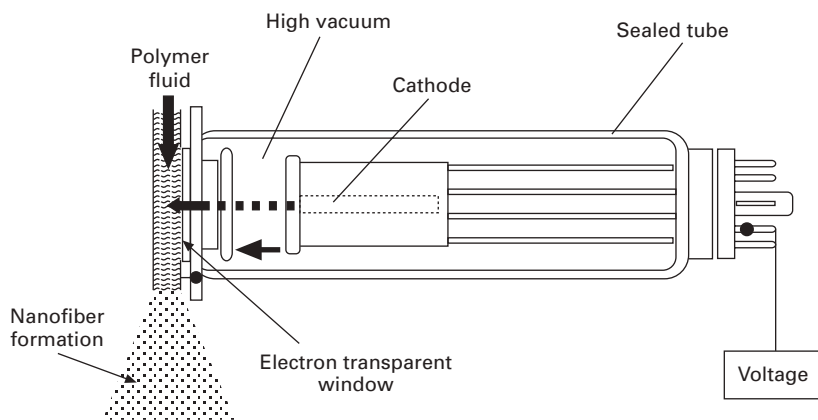 High vacuum
Sealed tube
Polymer
fluid
Cathode
Nanofiber
formation
Electron transparent
window
Voltage